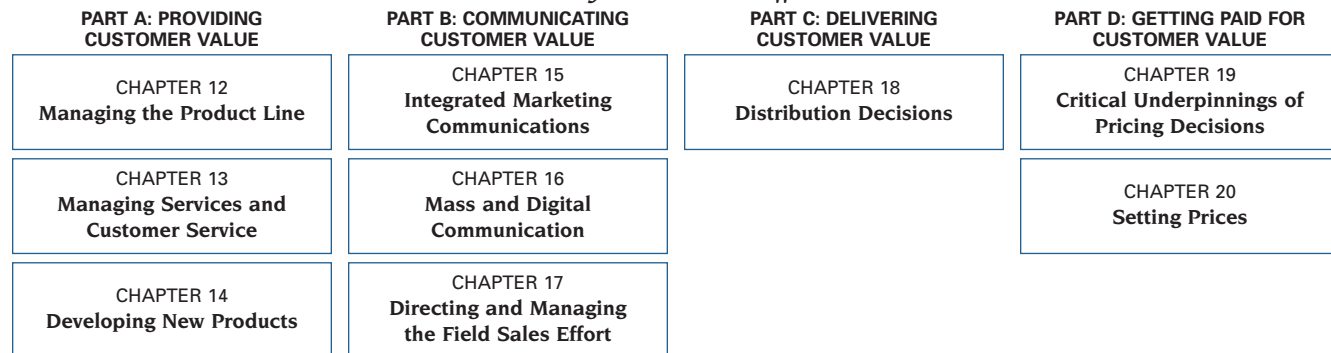 PART A: PROVIDING
CUSTOMER VALUE
CHAPTER 12
Managing the Product Line
CHAPTER 13
Managing Services and
Customer Service
CHAPTER 14
Developing New Products
PART B: COMMUNICATING
CUSTOMER VALUE
CHAPTER 15
Integrated Marketing
Communications
CHAPTER 16
Mass and Digital
Communication
CHAPTER 17
Directing and Managing
the Field Sales Effort
PART C: DELIVERING
CUSTOMER VALUE
CHAPTER 18
Distribution Decisions
PART D: GETTING PAID FOR
CUSTOMER VALUE
CHAPTER 19
Critical Underpinnings of
Pricing Decisions
CHAPTER 20
Setting Prices